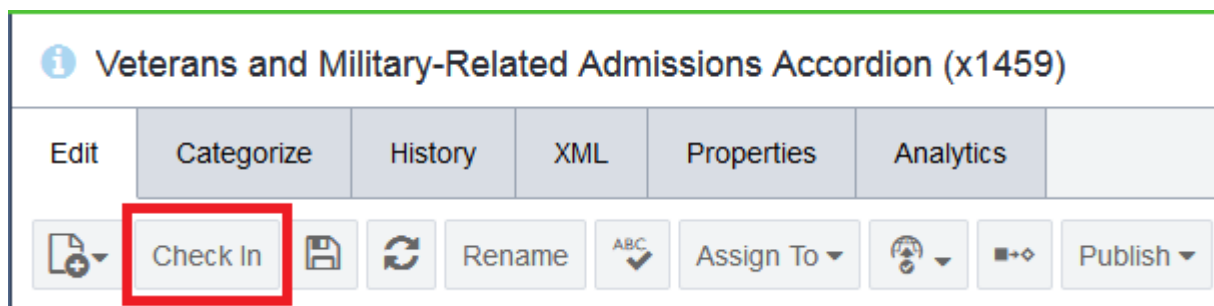 Veterans and Military-Related Admissions Accordion (x1459)
Edit Categorize History XML Properties Analytics
Check In Rename ABC Assign To Publish